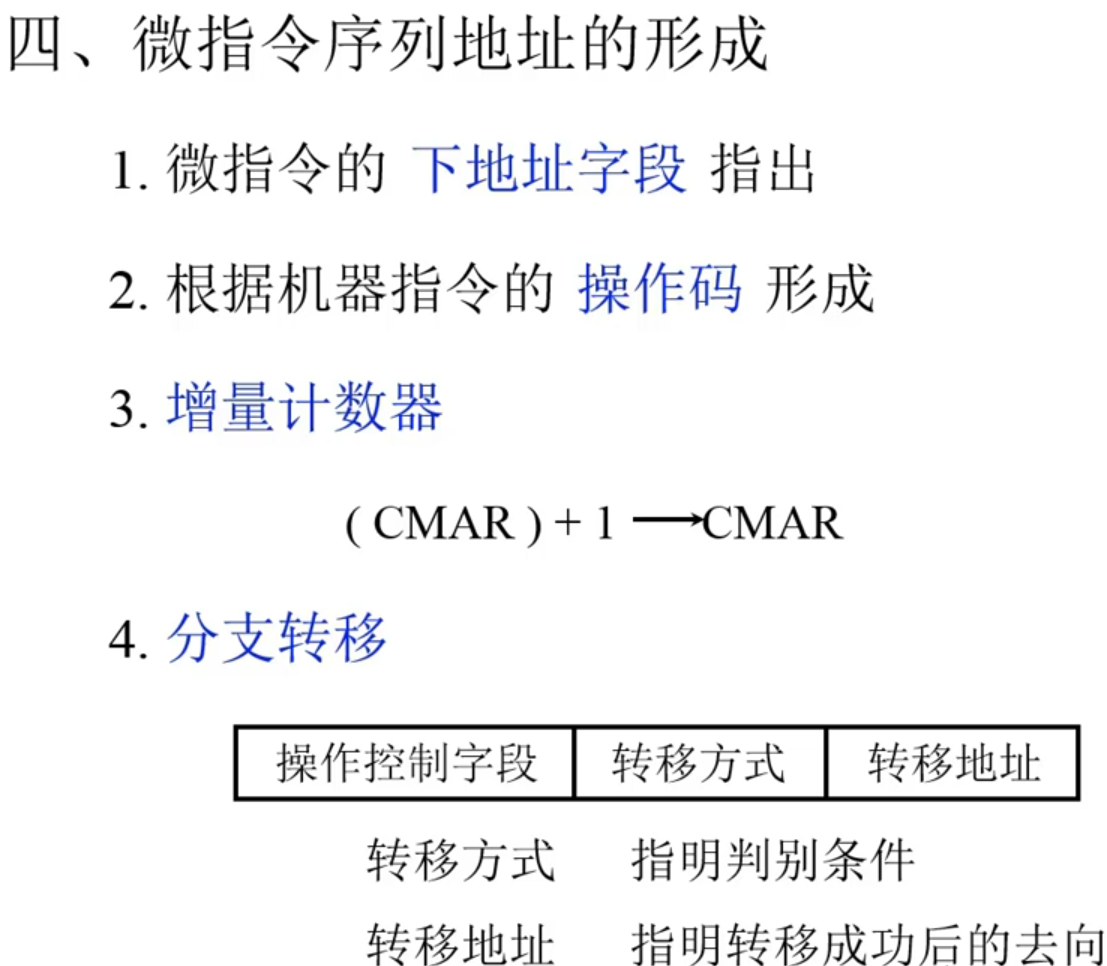 四、微指令序列地址的形成
1. 微指令的 下地址字段 指出
2. 根据机器指令的 操作码 形成
3. 增量计数器
( CMAR ) + 1 ⟶CMAR
4. 分支转移
操作控制字段 转移方式 转移地址
转移方式 指明判别条件
转移地址 指明转移成功后的去向